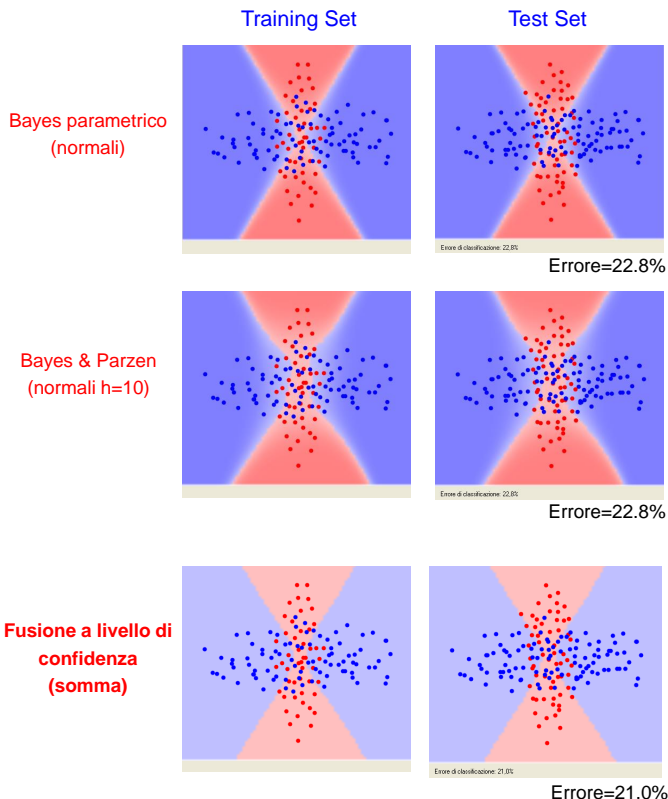 Training Set
Test Set
Bayes parametrico
(normali)
Errore di classificazione: 22,8%
Errore=22.8%
Bayes & Parzen
(normali h=10)
Errore di classificazione: 22,8%
Errore=22.8%
Fusione a livello di
confidenza
(somma)
Errore di classificazione: 21,0%
Errore=21.0%